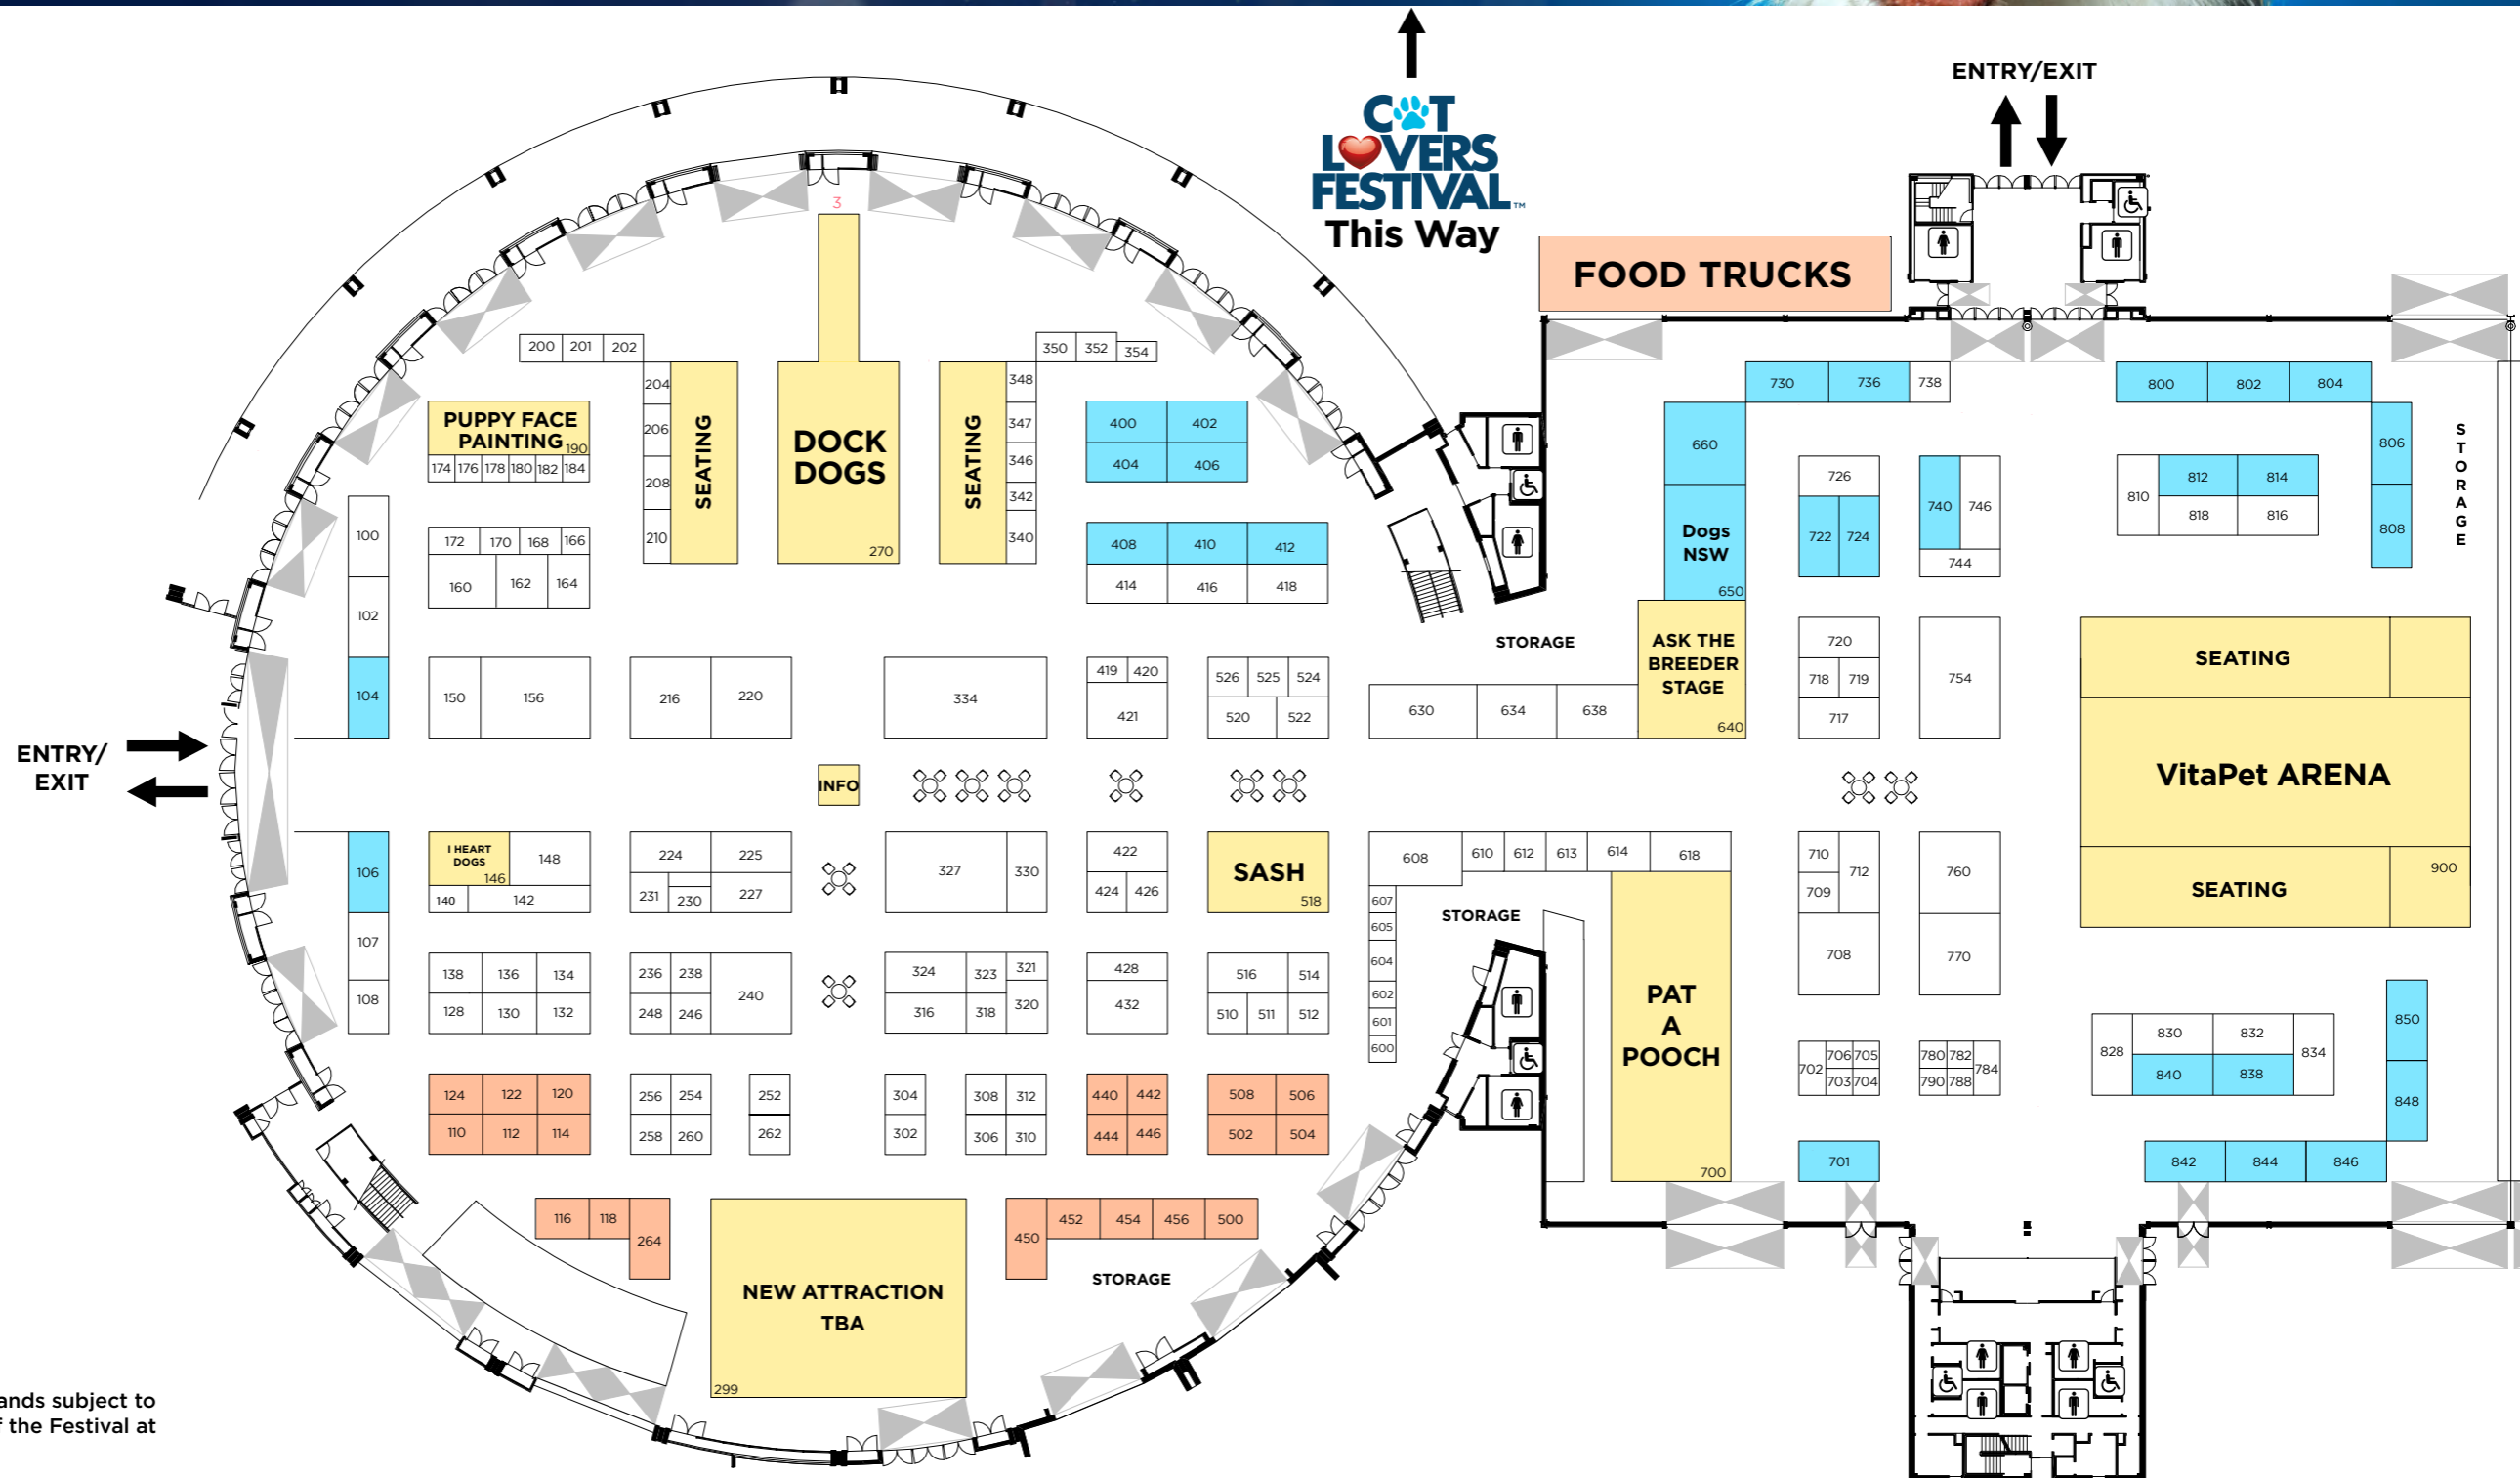 ENTRY/EXIT
CAT
LOVERS
FESTIVAL™
This Way
FOOD TRUCKS
3
200 201 202
350 352 354
204
206
208
210
SEATING
DOCK
DOGS
270
SEATING
348
347
346
342
340
PUPPY FACE
PAINTING 190
174 176 178 180 182 184
400 402
404 406
730 736 738
800 802 804
660
806
808
S
T
O
R
A
G
E
726
722 724
740 746
744
810 812 814
818 816
100
102
104
172 170 168 166
160 162 164
408 410 412
414 416 418
Dogs
NSW
650
STORAGE
ASK THE
BREEDER
STAGE
640
720
718 719
717
754
SEATING
150 156
216 220
334
419 420
421
526 525 524
520 522
630 634 638
ENTRY/
EXIT
INFO
VitaPet ARENA
SEATING
900
106
107
108
I HEART
DOGS
146
148
140 142
224 225
231 230 227
327 330
422
424 426
SASH
518
608 610 612 613 614 618
607
605
604
602
601
600
STORAGE
710 712
709
708
760
770
138 136 134
128 130 132
236 238 240
248 246
324 323 321
316 318 320
428
432
516 514
510 511 512
PAT
A
POOCH
700
702 706 705
703 704
780 782 784
790 788
828 830 832 834
840 838
850
848
124 122 120
110 112 114
256 254 252
258 260 262
304 308 312
302 306 310
440 442
444 446
508 506
502 504
701
842 844 846
116 118 264
NEW ATTRACTION
TBA
299
450 452 454 456 500
STORAGE
ands subject to
f the Festival at